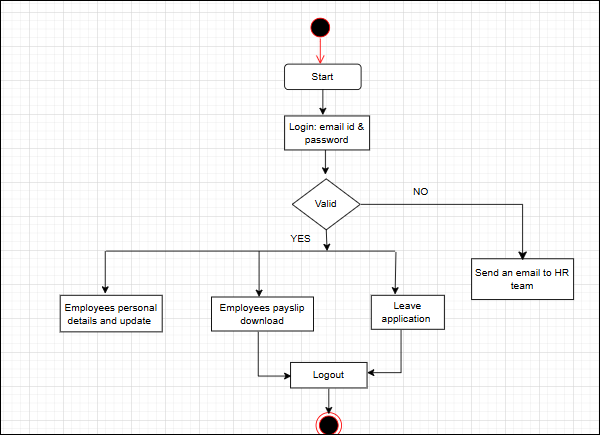 Start
Login: email id &
password
Valid
NO
YES
Send an email to HR
team
Employees personal
details and update
Employees payslip
download
Leave
application
Logout